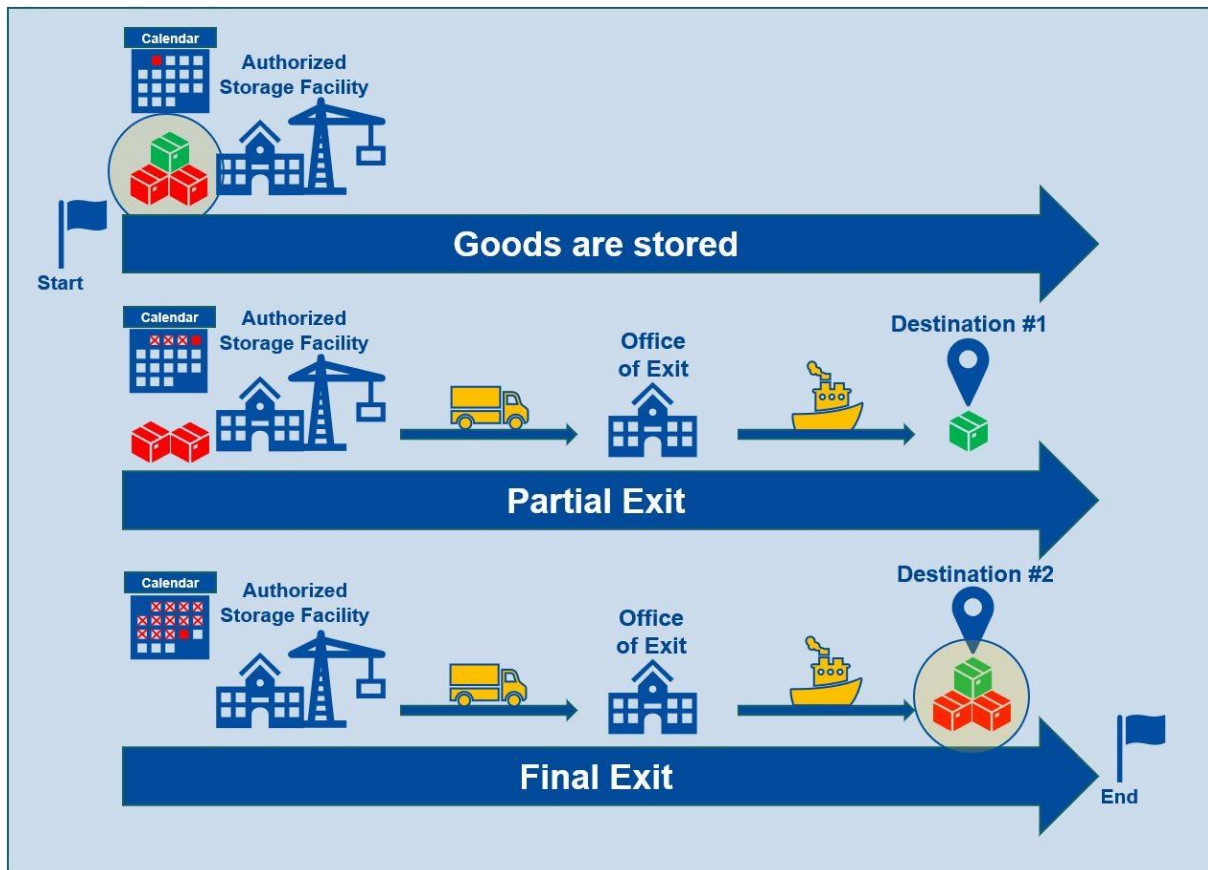 Calendar
Authorized
Storage Facility
Goods are stored
Start
Calendar
Authorized
Storage Facility
Office
of Exit
Destination #1
Partial Exit
Calendar
Authorized
Storage Facility
Office
of Exit
Destination #2
Final Exit
End